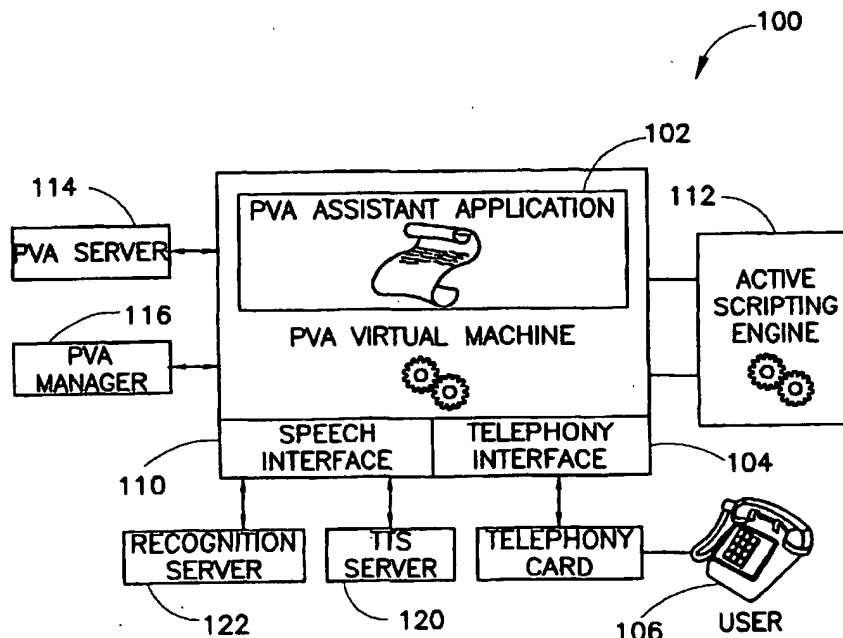 100
102
114
112
PVA ASSISTANT APPLICATION
PVA SERVER
ACTIVE
SCRIPTING
ENGINE
116
PVA VIRTUAL MACHINE
PVA
MANAGER
SPEECH
INTERFACE
TELEPHONY
INTERFACE
110
104
RECOGNITION
SERVER
TTS
SERVER
TELEPHONY
CARD
122
120
106
USER